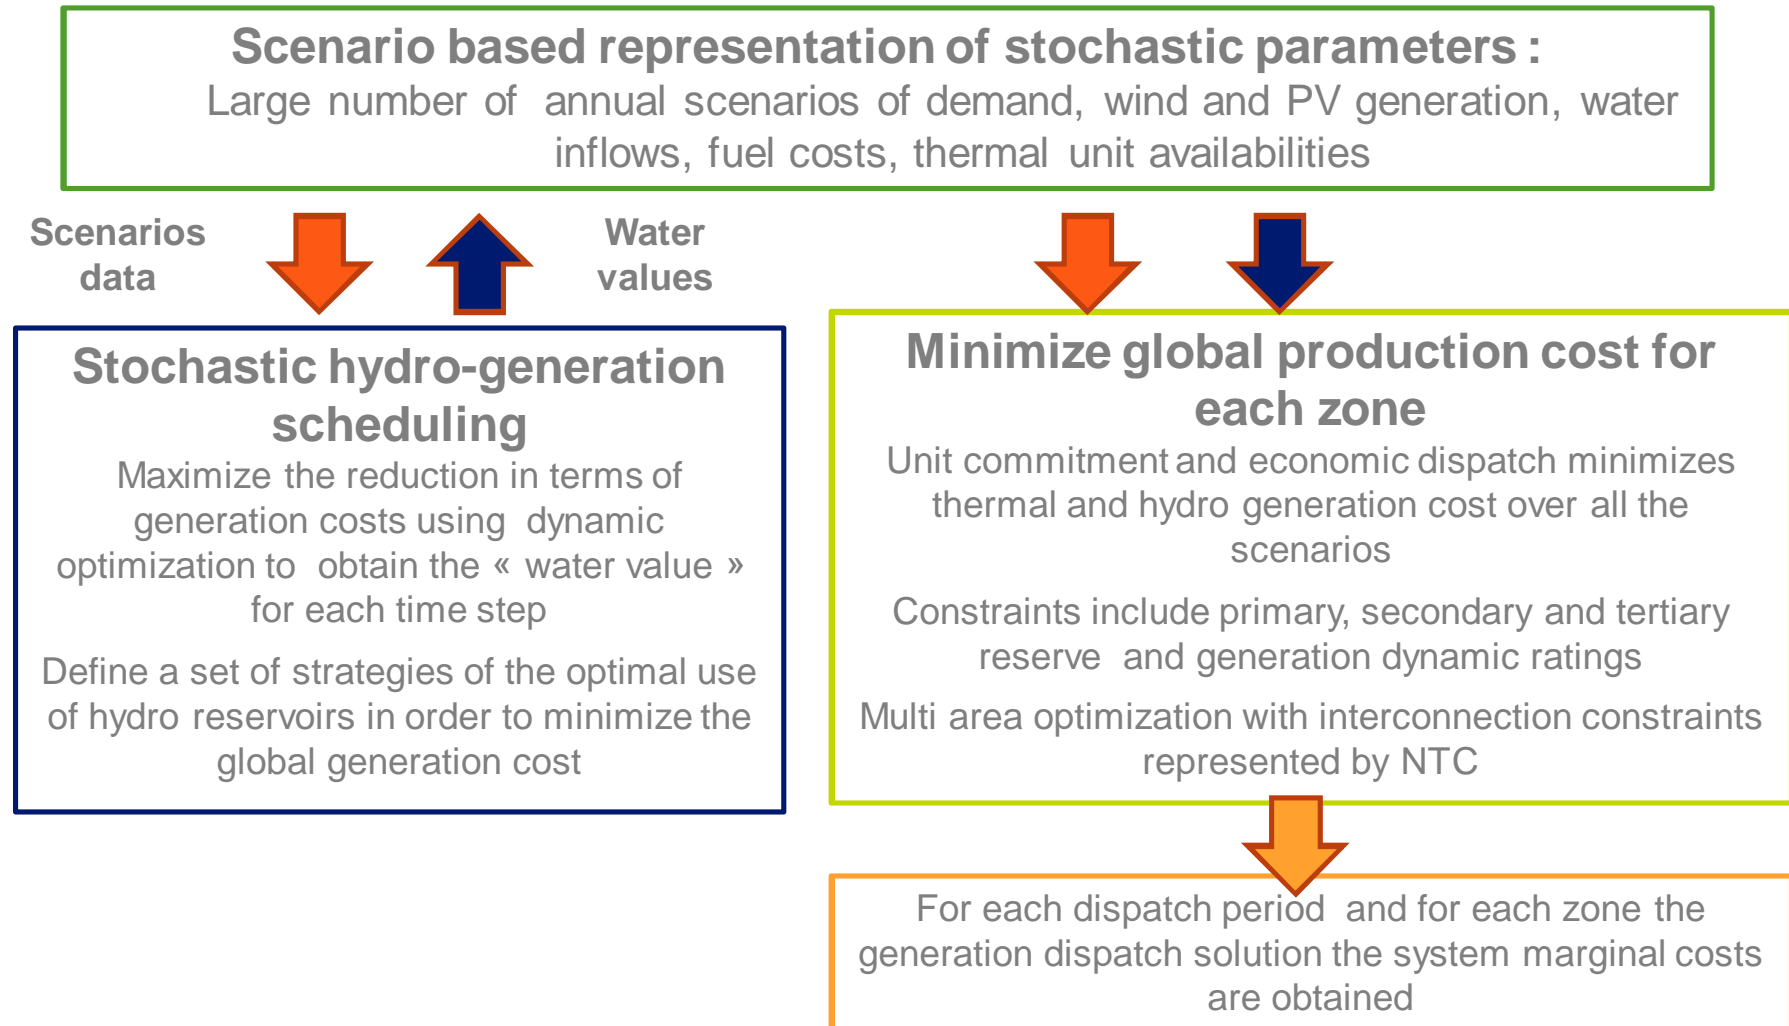 Scenario based representation of stochastic parameters :
Large number of annual scenarios of demand, wind and PV generation, water
inflows, fuel costs, thermal unit availabilities
Scenarios
data
Water
values
Stochastic hydro-generation
scheduling
Maximize the reduction in terms of
generation costs using dynamic
optimization to obtain the « water value »
for each time step
Define a set of strategies of the optimal use
of hydro reservoirs in order to minimize the
global generation cost
Minimize global production cost for
each zone
Unit commitment and economic dispatch minimizes
thermal and hydro generation cost over all the
scenarios
Constraints include primary, secondary and tertiary
reserve and generation dynamic ratings
Multi area optimization with interconnection constraints
represented by NTC
For each dispatch period and for each zone the
generation dispatch solution the system marginal costs
are obtained